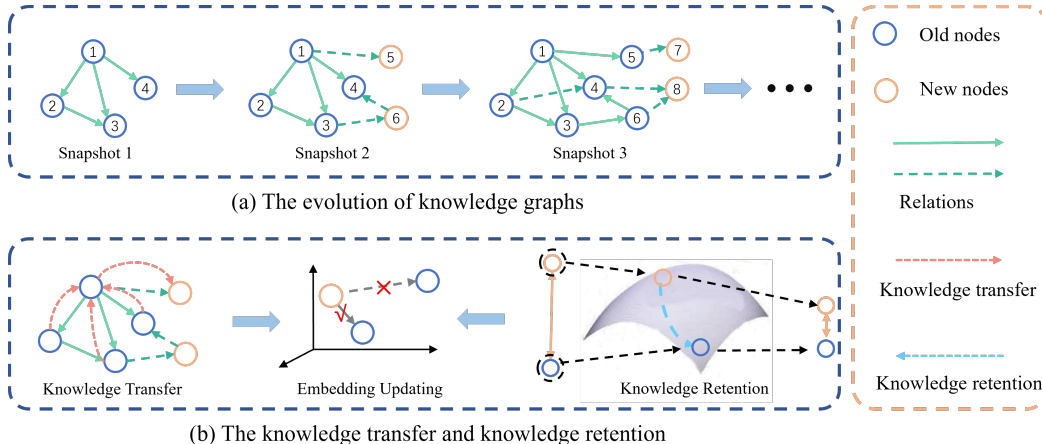 1
2
3
4
Snapshot 1
1
2
3
4
5
6
Snapshot 2
1
2
3
4
5
6
7
8
Snapshot 3
(a) The evolution of knowledge graphs
Old nodes
New nodes
Relations
Knowledge transfer
Knowledge retention
Knowledge Transfer
Embedding Updating
Knowledge Retention
(b) The knowledge transfer and knowledge retention